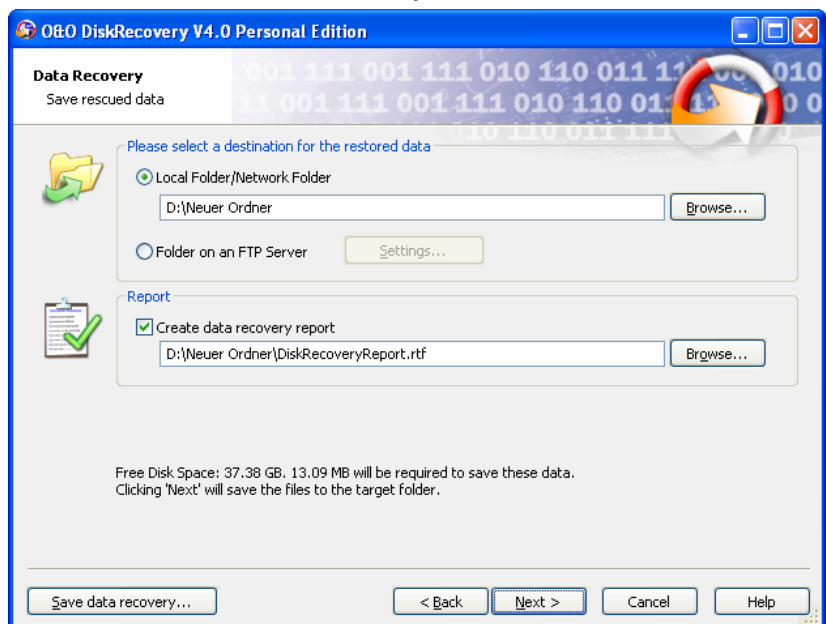 O&O DiskRecovery V4.0 Personal Edition
Data Recovery
Save rescued data
Please select a destination for the restored data
Local Folder/Network Folder
D:\Neuer Ordner
Browse...
Folder on an FTP Server
Settings...
Report
Create data recovery report
D:\Neuer Ordner\DiskRecoveryReport.rtf
Browse...
Free Disk Space: 37.38 GB. 13.09 MB will be required to save these data.
Clicking 'Next' will save the files to the target folder.
Save data recovery...
< Back
Next >
Cancel
Help